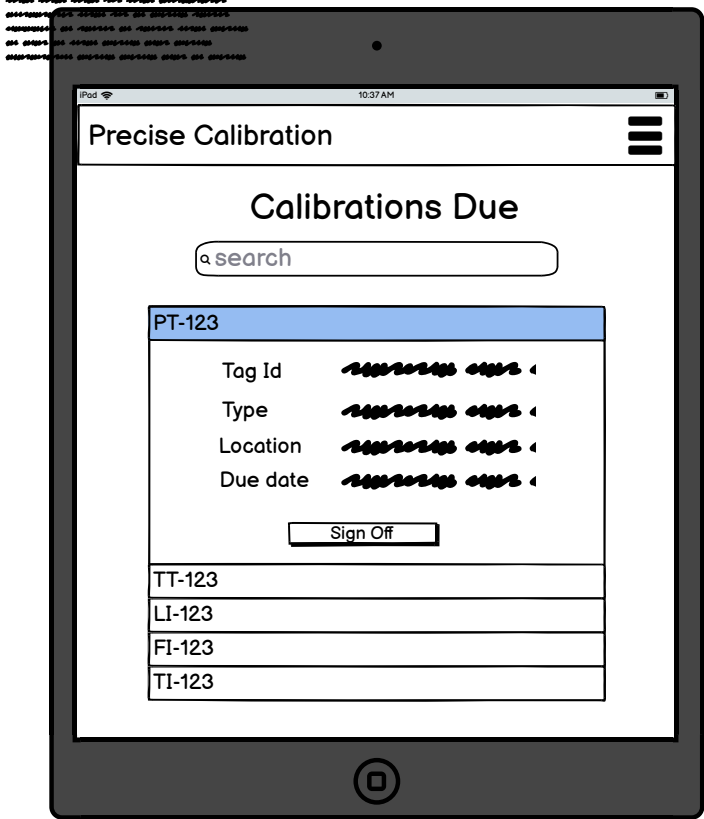 iPad 10:37 AM
Precise Calibration
Calibrations Due
search
PT-123
Tag Id
Type
Location
Due date
Sign Off
TT-123
LI-123
FI-123
TI-123